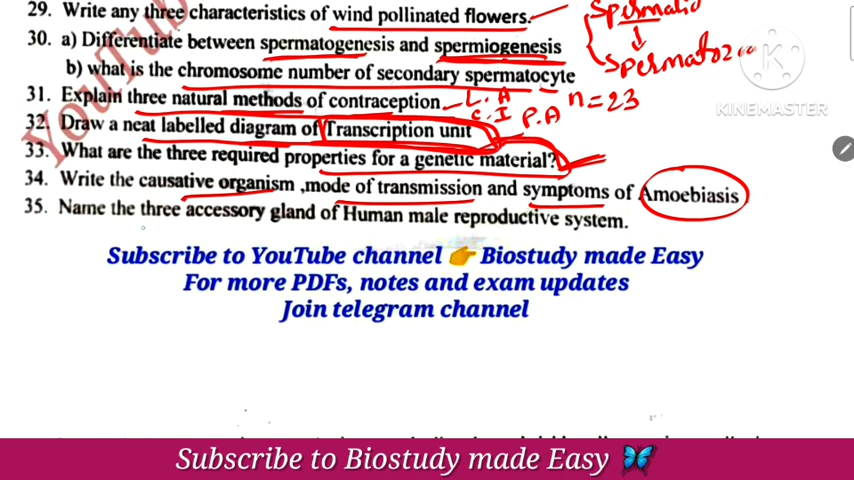 29. Write any three characteristics of wind pollinated flowers.
Spermatid
30. a) Differentiate between spermatogenesis and spermiogenesis
Spermatozoa
b) what is the chromosome number of secondary spermatocyte
n=23
31. Explain three natural methods of contraception
L.A
C.I
P.A
32. Draw a neat labelled diagram of Transcription unit
33. What are the three required properties for a genetic material?
34. Write the causative organism ,mode of transmission and symptoms of Amoebiasis
35. Name the three accessory gland of Human male reproductive system.
YouTub
KINEMASTER
Subscribe to YouTube channel 👉 Biostudy made Easy
For more PDFs, notes and exam updates
Join telegram channel
Subscribe to Biostudy made Easy 🦋